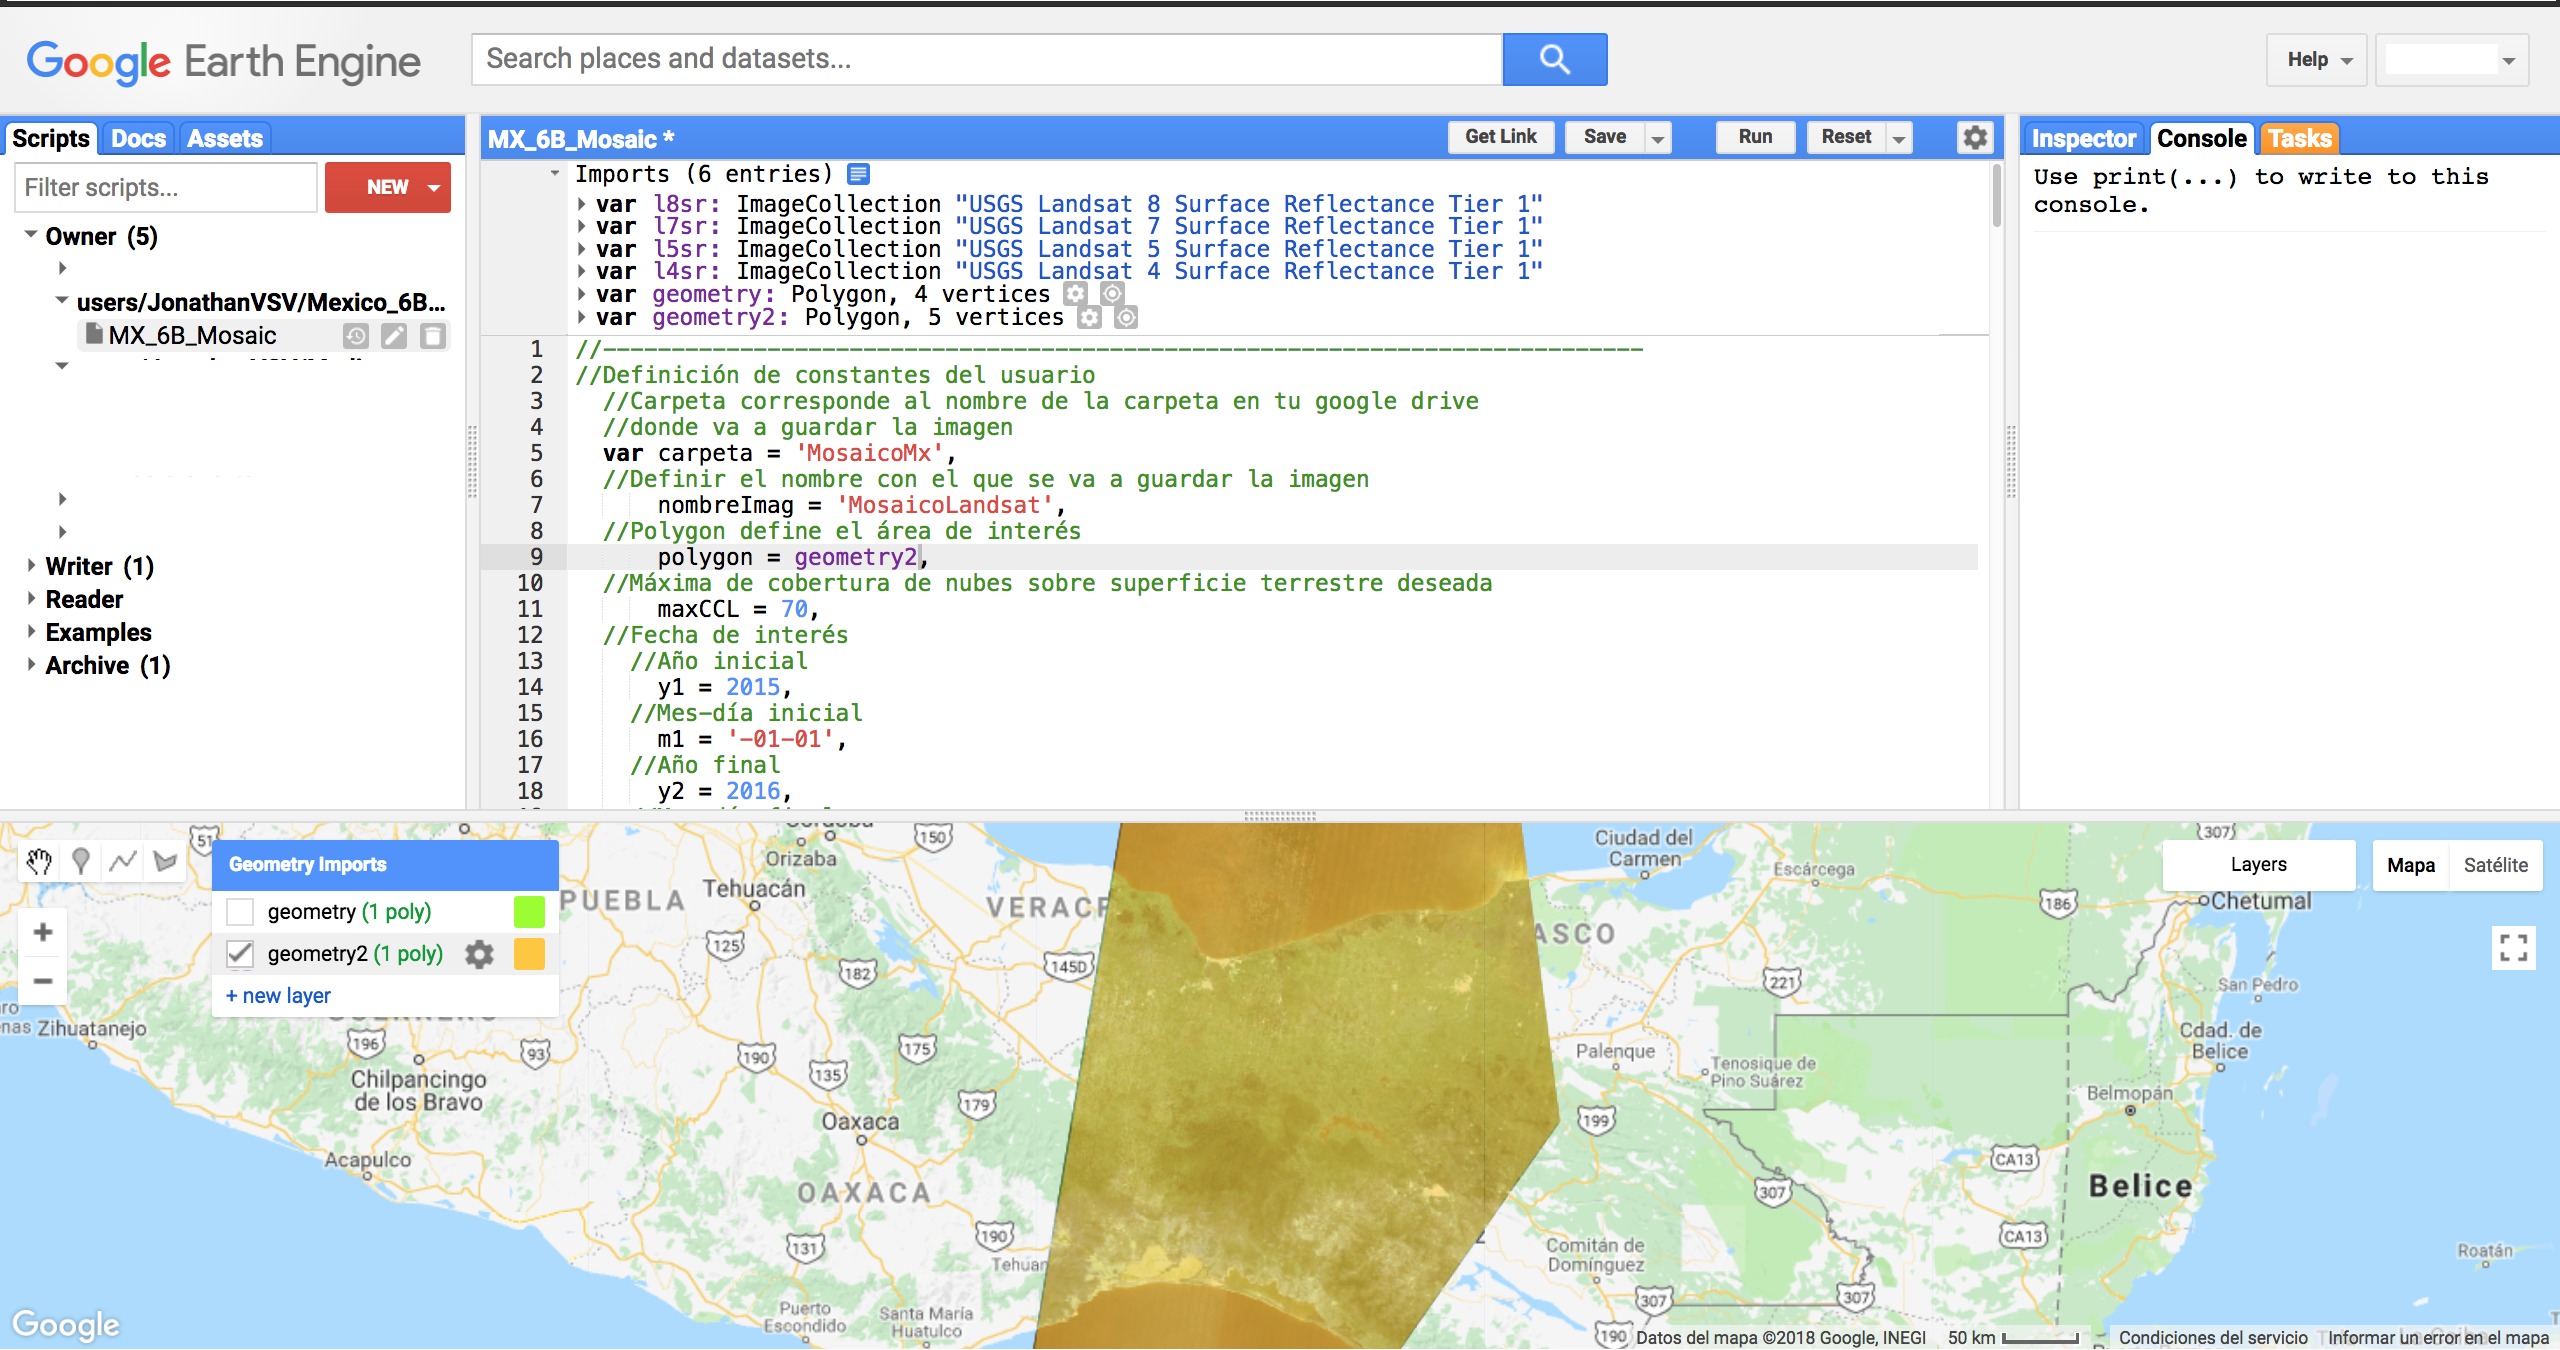 Google Earth Engine
Search places and datasets...
Help
Scripts Docs Assets
Filter scripts...
NEW
Owner (5)
users/JonathanVSV/Mexico_6B...
MX_6B_Mosaic
Writer (1)
Reader
Examples
Archive (1)
MX_6B_Mosaic *
Get Link
Save
Run
Reset
Imports (6 entries)
var l8sr: ImageCollection "USGS Landsat 8 Surface Reflectance Tier 1"
var l7sr: ImageCollection "USGS Landsat 7 Surface Reflectance Tier 1"
var l5sr: ImageCollection "USGS Landsat 5 Surface Reflectance Tier 1"
var l4sr: ImageCollection "USGS Landsat 4 Surface Reflectance Tier 1"
var geometry: Polygon, 4 vertices
var geometry2: Polygon, 5 vertices
1 //----------------------------------------------------------------------------
2 //Definición de constantes del usuario
3 //Carpeta corresponde al nombre de la carpeta en tu google drive
4 //donde va a guardar la imagen
5 var carpeta = 'MosaicoMx',
6 //Definir el nombre con el que se va a guardar la imagen
7 nombreImag = 'MosaicoLandsat',
8 //Polygon define el área de interés
9 polygon = geometry2,
10 //Máxima de cobertura de nubes sobre superficie terrestre deseada
11 maxCCL = 70,
12 //Fecha de interés
13 //Año inicial
14 y1 = 2015,
15 //Mes-día inicial
16 m1 = '-01-01',
17 //Año final
18 y2 = 2016,
Inspector Console Tasks
Use print(...) to write to this
console.
Geometry Imports
geometry (1 poly)
geometry2 (1 poly)
+ new layer
Layers
Mapa Satélite
51
150
Orizaba
Tehuacán
PUEBLA
VERACR
125
182
145D
Zihuatanejo
196
93
190
175
135
179
Chilpancingo
de los Bravo
Oaxaca
Acapulco
OAXACA
131
190
Tehuan
Puerto
Escondido
Santa María
Huatulco
Ciudad del
Carmen
Escárcega
307
186
Chetumal
ASCO
221
San Pedro
Cdad. de
Belice
Palenque
Tenosique de
Pino Suárez
Belmopán
199
CA13
307
Belice
CA13
Comitán de
Domínguez
Roatán
307
307
190
Google
Datos del mapa ©2018 Google, INEGI
50 km
Condiciones del servicio
Informar un error en el mapa